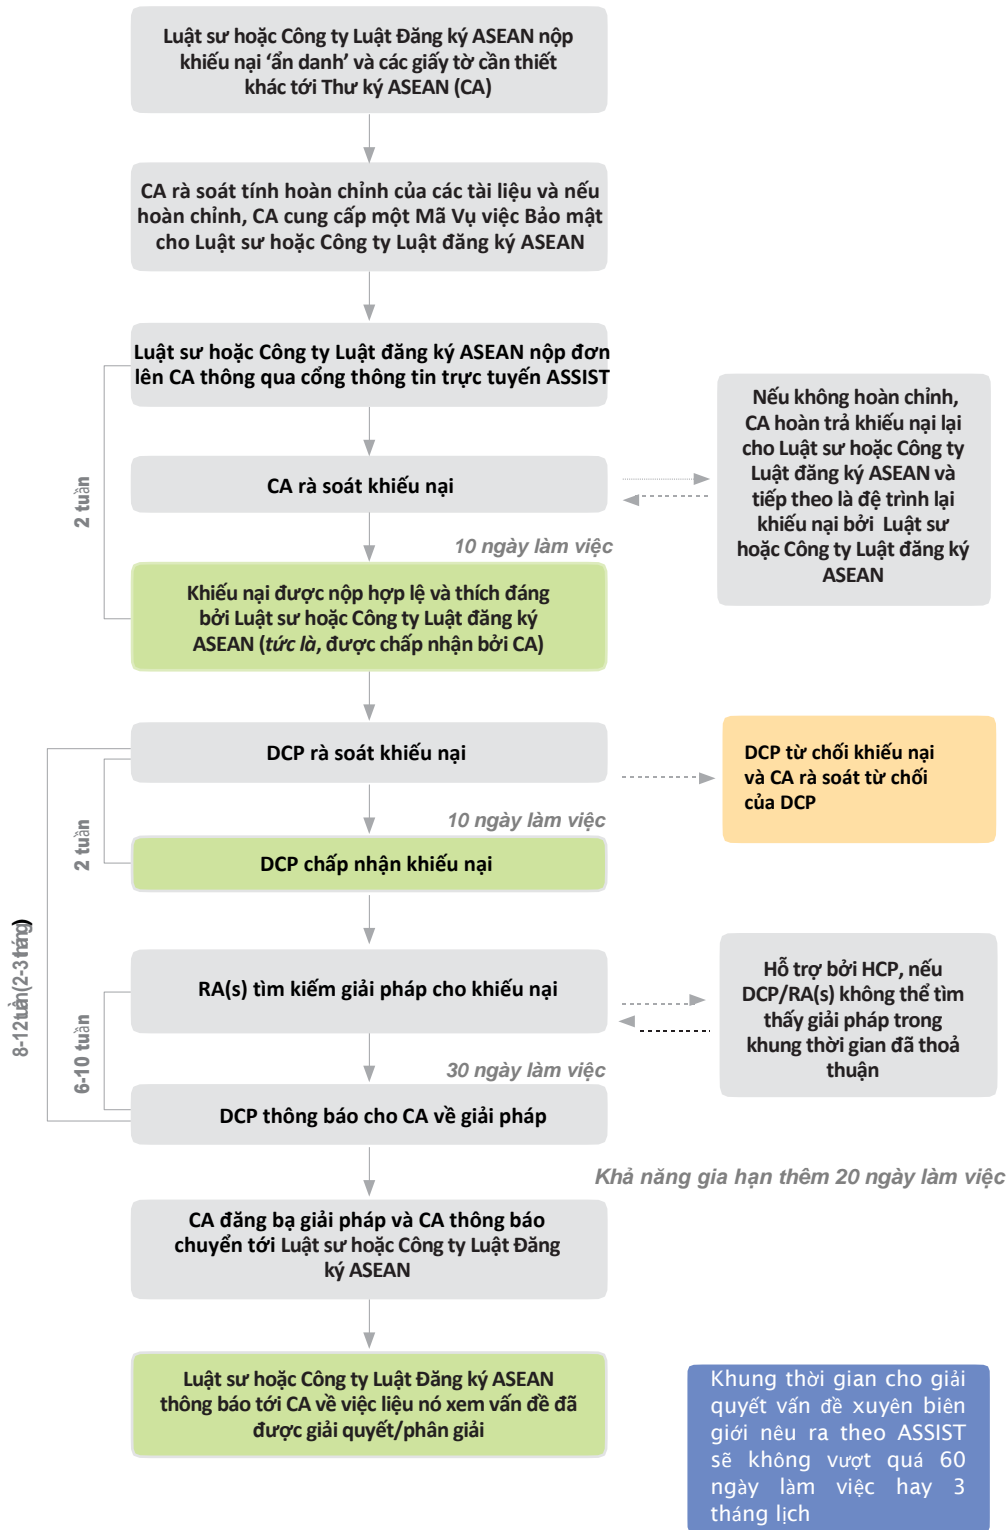 Luật sư hoặc Công ty Luật Đăng ký ASEAN nộp
khiếu nại ‘ẩn danh’ và các giấy tờ cần thiết
khác tới Thư ký ASEAN (CA)
CA rà soát tính hoàn chỉnh của các tài liệu và nếu
hoàn chỉnh, CA cung cấp một Mã Vụ việc Bảo mật
cho Luật sư hoặc Công ty Luật đăng ký ASEAN
Luật sư hoặc Công ty Luật đăng ký ASEAN nộp đơn
lên CA thông qua cổng thông tin trực tuyến ASSIST
Nếu không hoàn chỉnh,
CA hoàn trả khiếu nại lại
cho Luật sư hoặc Công ty
Luật đăng ký ASEAN và
tiếp theo là đệ trình lại
khiếu nại bởi Luật sư
hoặc Công ty Luật đăng ký
ASEAN
2 tuần
CA rà soát khiếu nại
10 ngày làm việc
Khiếu nại được nộp hợp lệ và thích đáng
bởi Luật sư hoặc Công ty Luật đăng ký
ASEAN (tức là, được chấp nhận bởi CA)
DCP rà soát khiếu nại
DCP từ chối khiếu nại
và CA rà soát từ chối
của DCP
2 tuần
10 ngày làm việc
DCP chấp nhận khiếu nại
8-12 tuần (2-3 tháng)
RA(s) tìm kiếm giải pháp cho khiếu nại
Hỗ trợ bởi HCP, nếu
DCP/RA(s) không thể tìm
thấy giải pháp trong
khung thời gian đã thoả
thuận
6-10 tuần
30 ngày làm việc
DCP thông báo cho CA về giải pháp
Khả năng gia hạn thêm 20 ngày làm việc
CA đăng bạ giải pháp và CA thông báo
chuyển tới Luật sư hoặc Công ty Luật Đăng
ký ASEAN
Luật sư hoặc Công ty Luật Đăng ký ASEAN
thông báo tới CA về việc liệu nó xem vấn đề đã
được giải quyết/phân giải
Khung thời gian cho giải
quyết vấn đề xuyên biên
giới nêu ra theo ASSIST
sẽ không vượt quá 60
ngày làm việc hay 3
tháng lịch